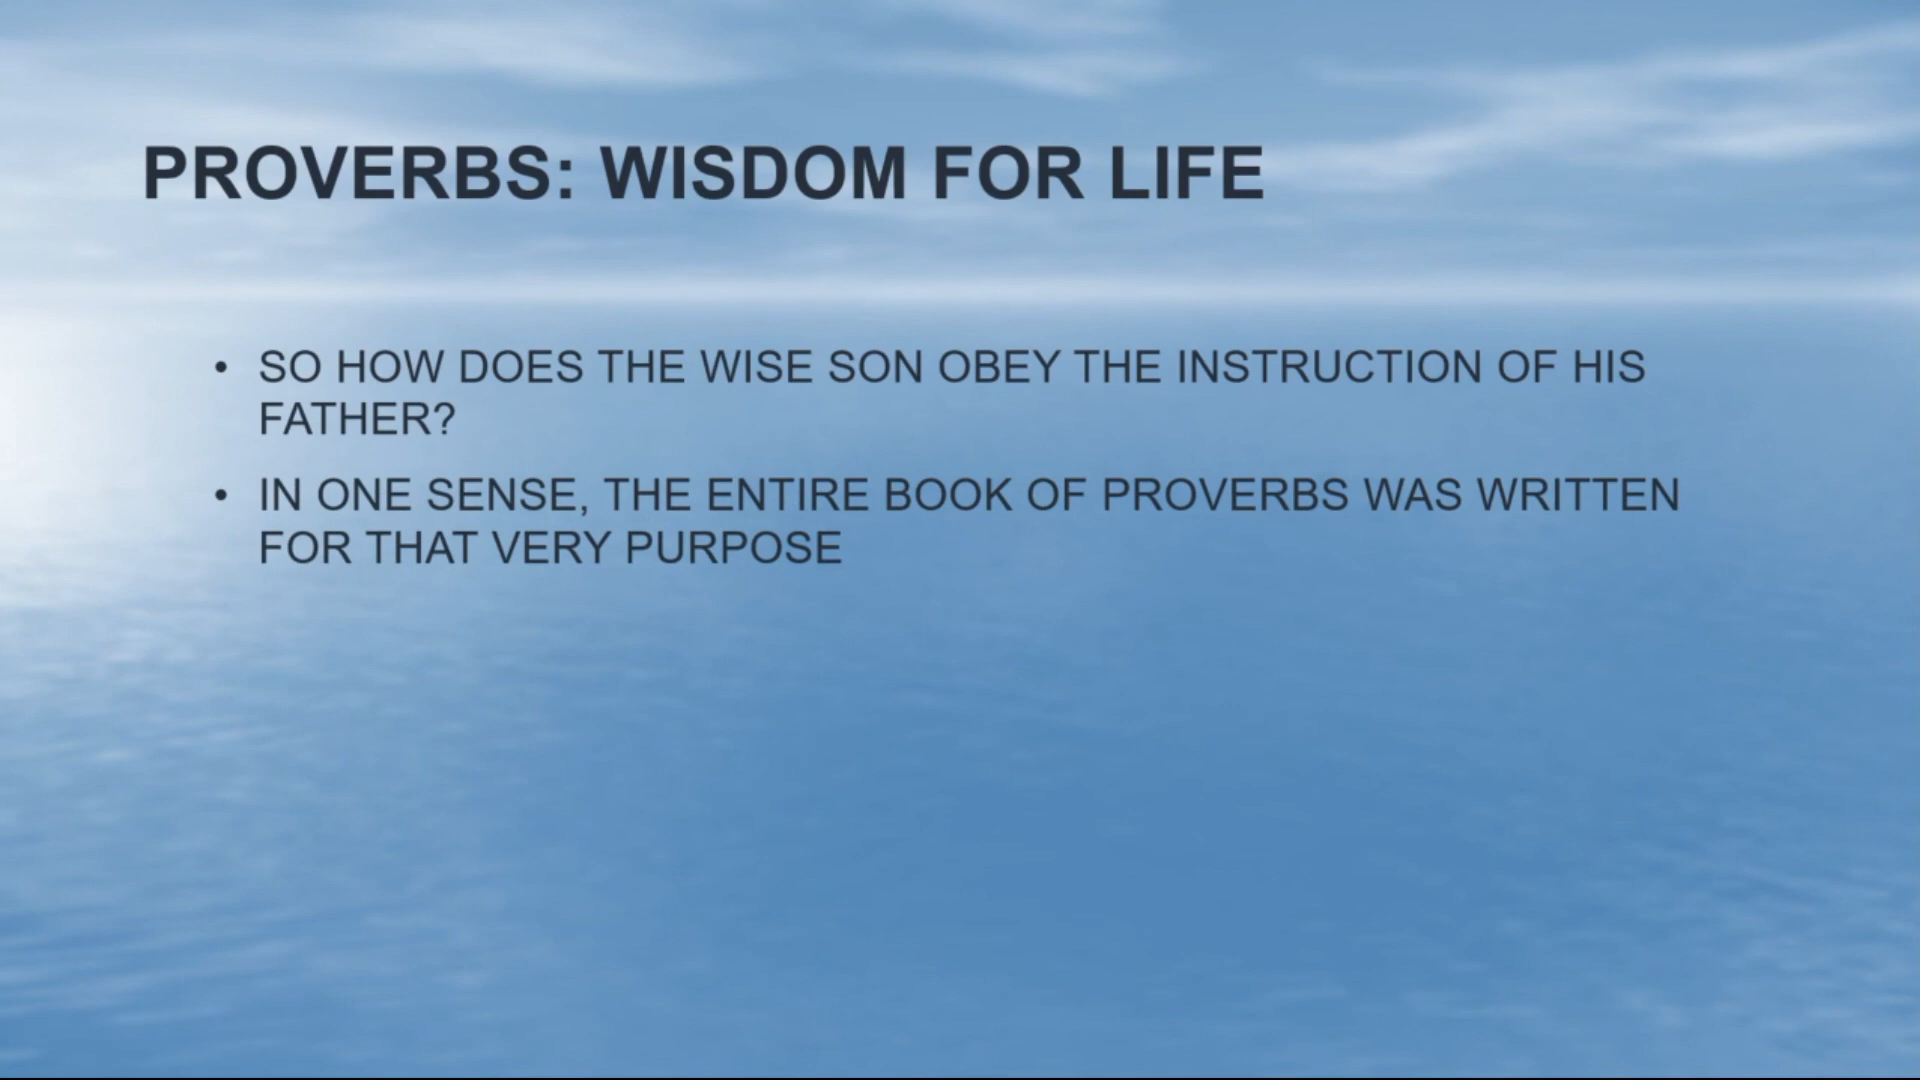 PROVERBS: WISDOM FOR LIFE
• SO HOW DOES THE WISE SON OBEY THE INSTRUCTION OF HIS
FATHER?
• IN ONE SENSE, THE ENTIRE BOOK OF PROVERBS WAS WRITTEN
FOR THAT VERY PURPOSE